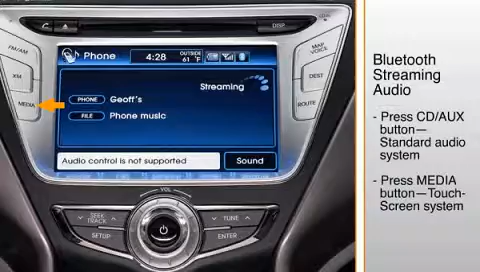 DISP
FM/AM
XM
MEDIA
MAP
VOICE
DEST
ROUTE
Phone
4:28
OUTSIDE
61 °F
Streaming
PHONE Geoff's
FILE Phone music
Audio control is not supported
Sound
VOL
SEEK
TRACK
SETUP
TUNE
ENTER
Bluetooth
Streaming
Audio
- Press CD/AUX
button—
Standard audio
system
- Press MEDIA
button—Touch-
Screen system